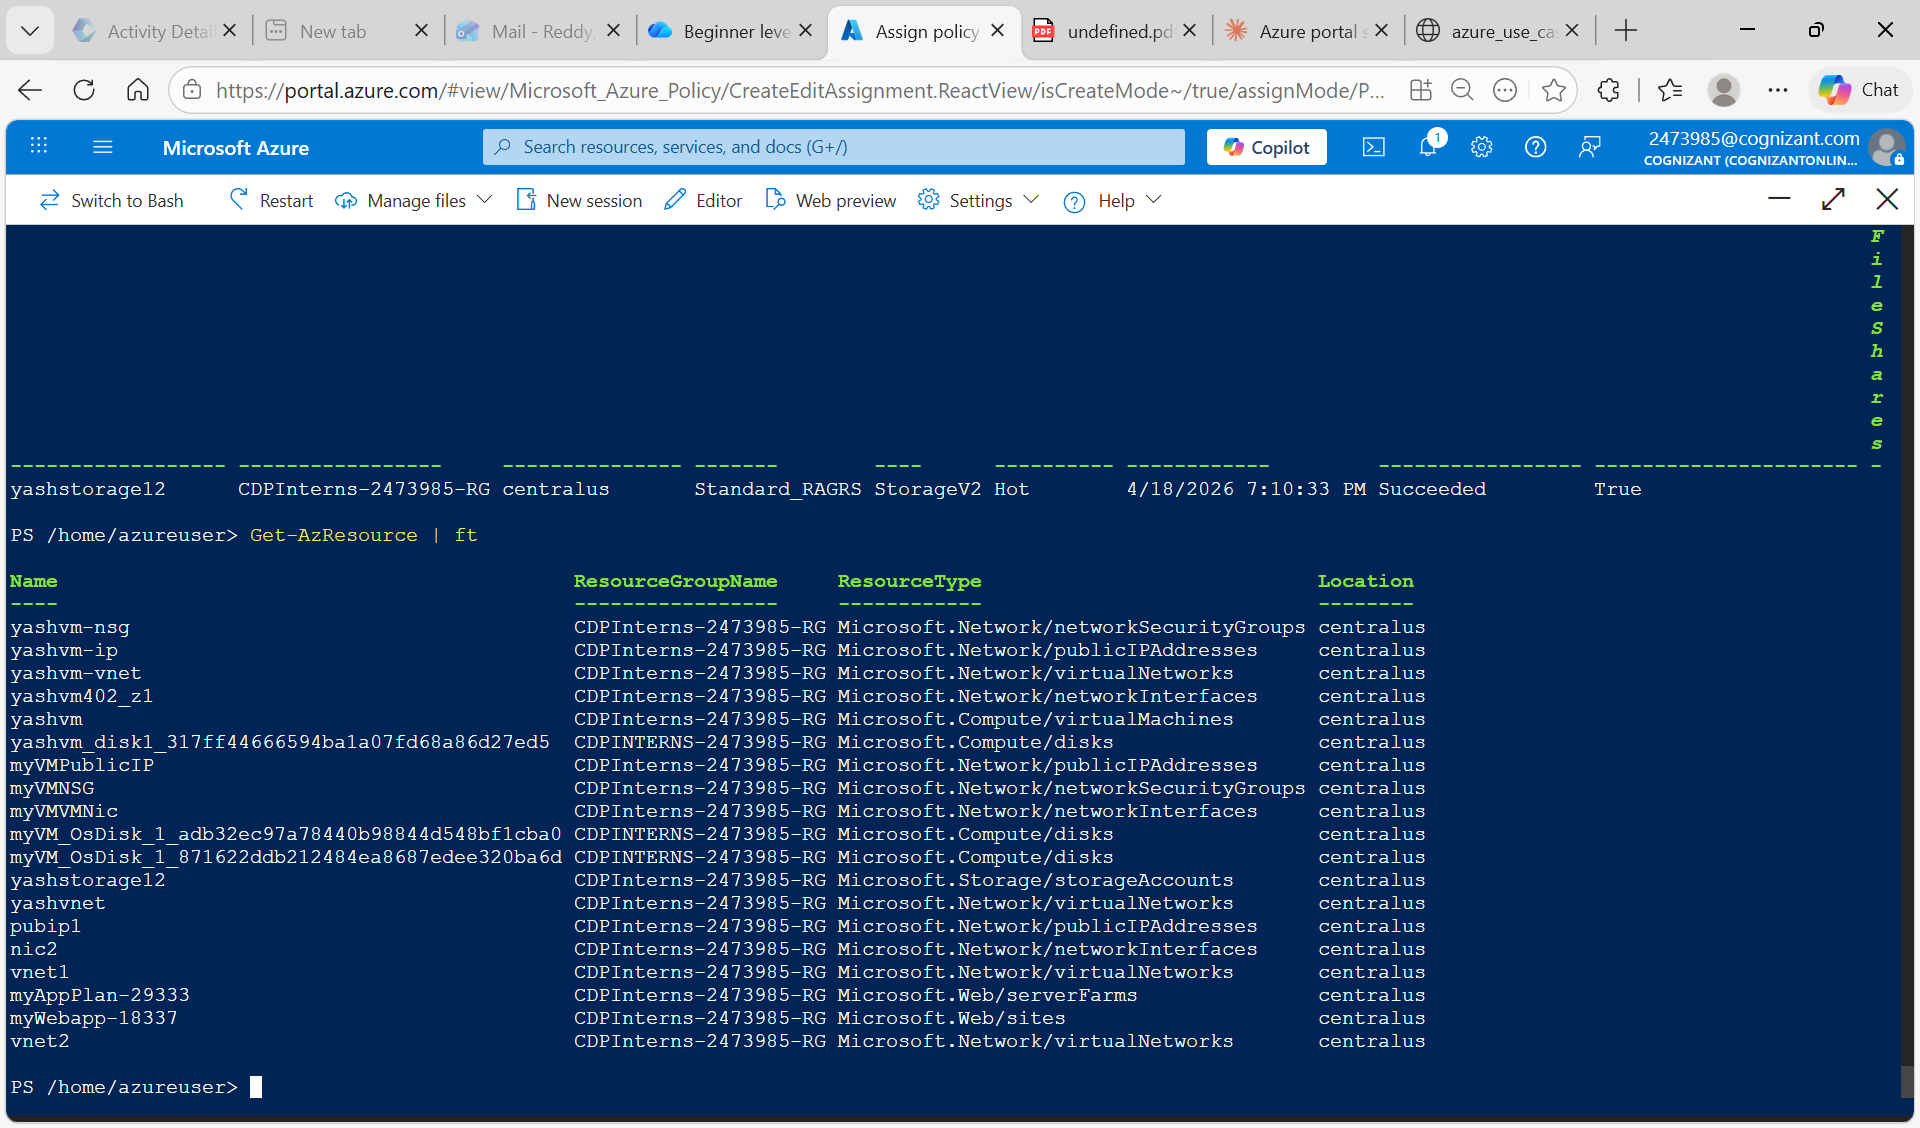 Activity Detai
New tab
Mail - Reddy,
Beginner leve
Assign policy
PDF
undefined.pd
Azure portal s
azure_use_ca
https://portal.azure.com/#view/Microsoft_Azure_Policy/CreateEditAssignment.ReactView/isCreateMode~/true/assignMode/P...
Chat
Microsoft Azure
Search resources, services, and docs (G+/)
Copilot
1
2473985@cognizant.com
COGNIZANT (COGNIZANTONLIN...
Switch to Bash
Restart
Manage files
New session
Editor
Web preview
Settings
Help
F
i
l
e
S
h
a
r
e
s
------------------ ----------------- --------------- ------- ---- ---------- ------------ ----------------- ---------------------- -
yashstorage12 CDPInterns-2473985-RG centralus Standard_RAGRS StorageV2 Hot 4/18/2026 7:10:33 PM Succeeded True
PS /home/azureuser> Get-AzResource | ft
Name ResourceGroupName ResourceType Location
---- ----------------- ------------ --------
yashvm-nsg CDPInterns-2473985-RG Microsoft.Network/networkSecurityGroups centralus
yashvm-ip CDPInterns-2473985-RG Microsoft.Network/publicIPAddresses centralus
yashvm-vnet CDPInterns-2473985-RG Microsoft.Network/virtualNetworks centralus
yashvm402_z1 CDPInterns-2473985-RG Microsoft.Network/networkInterfaces centralus
yashvm CDPInterns-2473985-RG Microsoft.Compute/virtualMachines centralus
yashvm_disk1_317ff44666594ba1a07fd68a86d27ed5 CDPINTERNS-2473985-RG Microsoft.Compute/disks centralus
myVMPublicIP CDPInterns-2473985-RG Microsoft.Network/publicIPAddresses centralus
myVMNSG CDPInterns-2473985-RG Microsoft.Network/networkSecurityGroups centralus
myVMVMNic CDPInterns-2473985-RG Microsoft.Network/networkInterfaces centralus
myVM_OsDisk_1_adb32ec97a78440b98844d548bf1cba0 CDPINTERNS-2473985-RG Microsoft.Compute/disks centralus
myVM_OsDisk_1_871622ddb212484ea8687edee320ba6d CDPINTERNS-2473985-RG Microsoft.Compute/disks centralus
yashstorage12 CDPInterns-2473985-RG Microsoft.Storage/storageAccounts centralus
yashvnet CDPInterns-2473985-RG Microsoft.Network/virtualNetworks centralus
pubip1 CDPInterns-2473985-RG Microsoft.Network/publicIPAddresses centralus
nic2 CDPInterns-2473985-RG Microsoft.Network/networkInterfaces centralus
vnet1 CDPInterns-2473985-RG Microsoft.Network/virtualNetworks centralus
myAppPlan-29333 CDPInterns-2473985-RG Microsoft.Web/serverFarms centralus
myWebapp-18337 CDPInterns-2473985-RG Microsoft.Web/sites centralus
vnet2 CDPInterns-2473985-RG Microsoft.Network/virtualNetworks centralus
PS /home/azureuser>